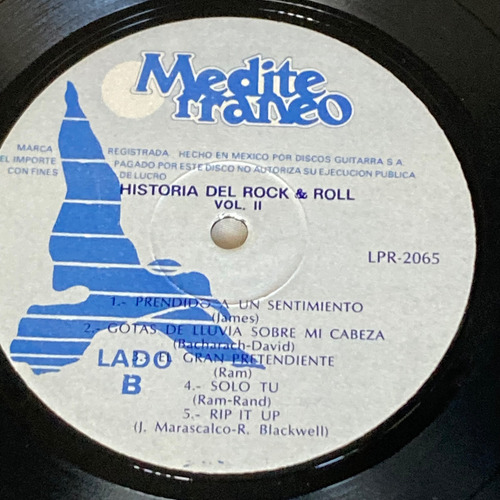 Medite
rraneo
MARCA REGISTRADA HECHO EN MEXICO POR DISCOS GUITARRA S.A.
EL IMPORTE PAGADO POR ESTE DISCO NO AUTORIZA SU EJECUCION PUBLICA
CON FINES DE LUCRO
HISTORIA DEL ROCK & ROLL
VOL. II
LPR-2065
1.- PRENDIDO A UN SENTIMIENTO
(James)
2.- GOTAS DE LLUVIA SOBRE MI CABEZA
(Bacharach-David)
3.- EL GRAN PRETENDIENTE
(Ram)
LADO
B
4.- SOLO TU
(Ram-Rand)
5.- RIP IT UP
(J. Marascalco-R. Blackwell)